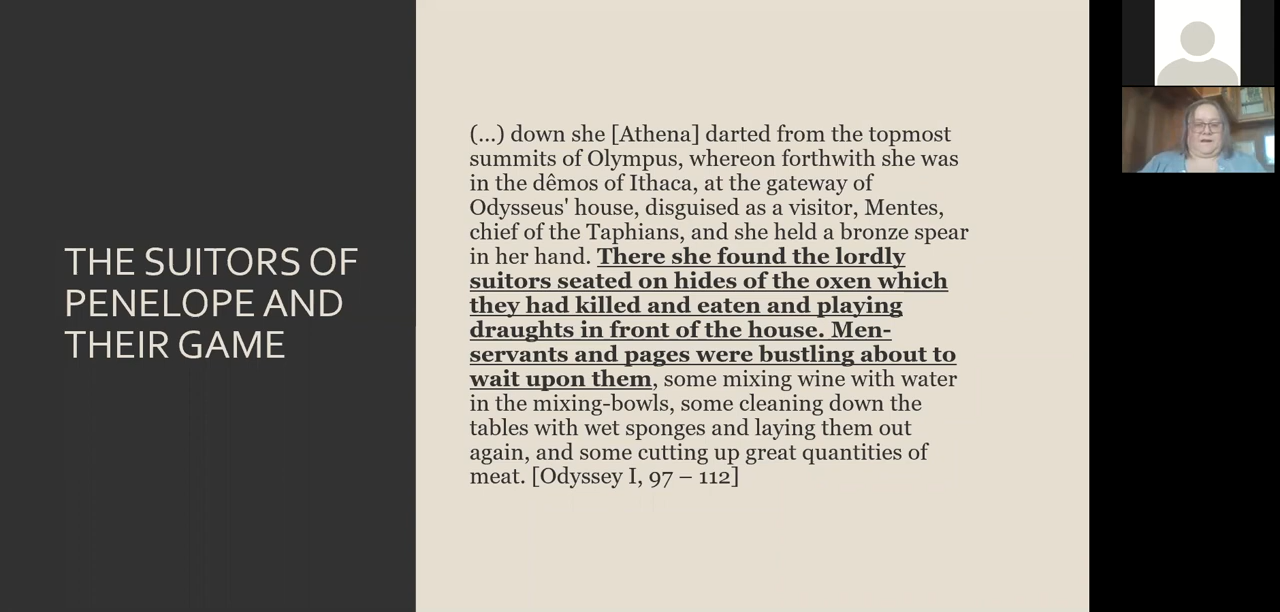 THE SUITORS OF
PENELOPE AND
THEIR GAME
(...) down she [Athena] darted from the topmost
summits of Olympus, whereon forthwith she was
in the dêmos of Ithaca, at the gateway of
Odysseus' house, disguised as a visitor, Mentes,
chief of the Taphians, and she held a bronze spear
in her hand. There she found the lordly
suitors seated on hides of the oxen which
they had killed and eaten and playing
draughts in front of the house. Men-
servants and pages were bustling about to
wait upon them, some mixing wine with water
in the mixing-bowls, some cleaning down the
tables with wet sponges and laying them out
again, and some cutting up great quantities of
meat. [Odyssey I, 97 – 112]